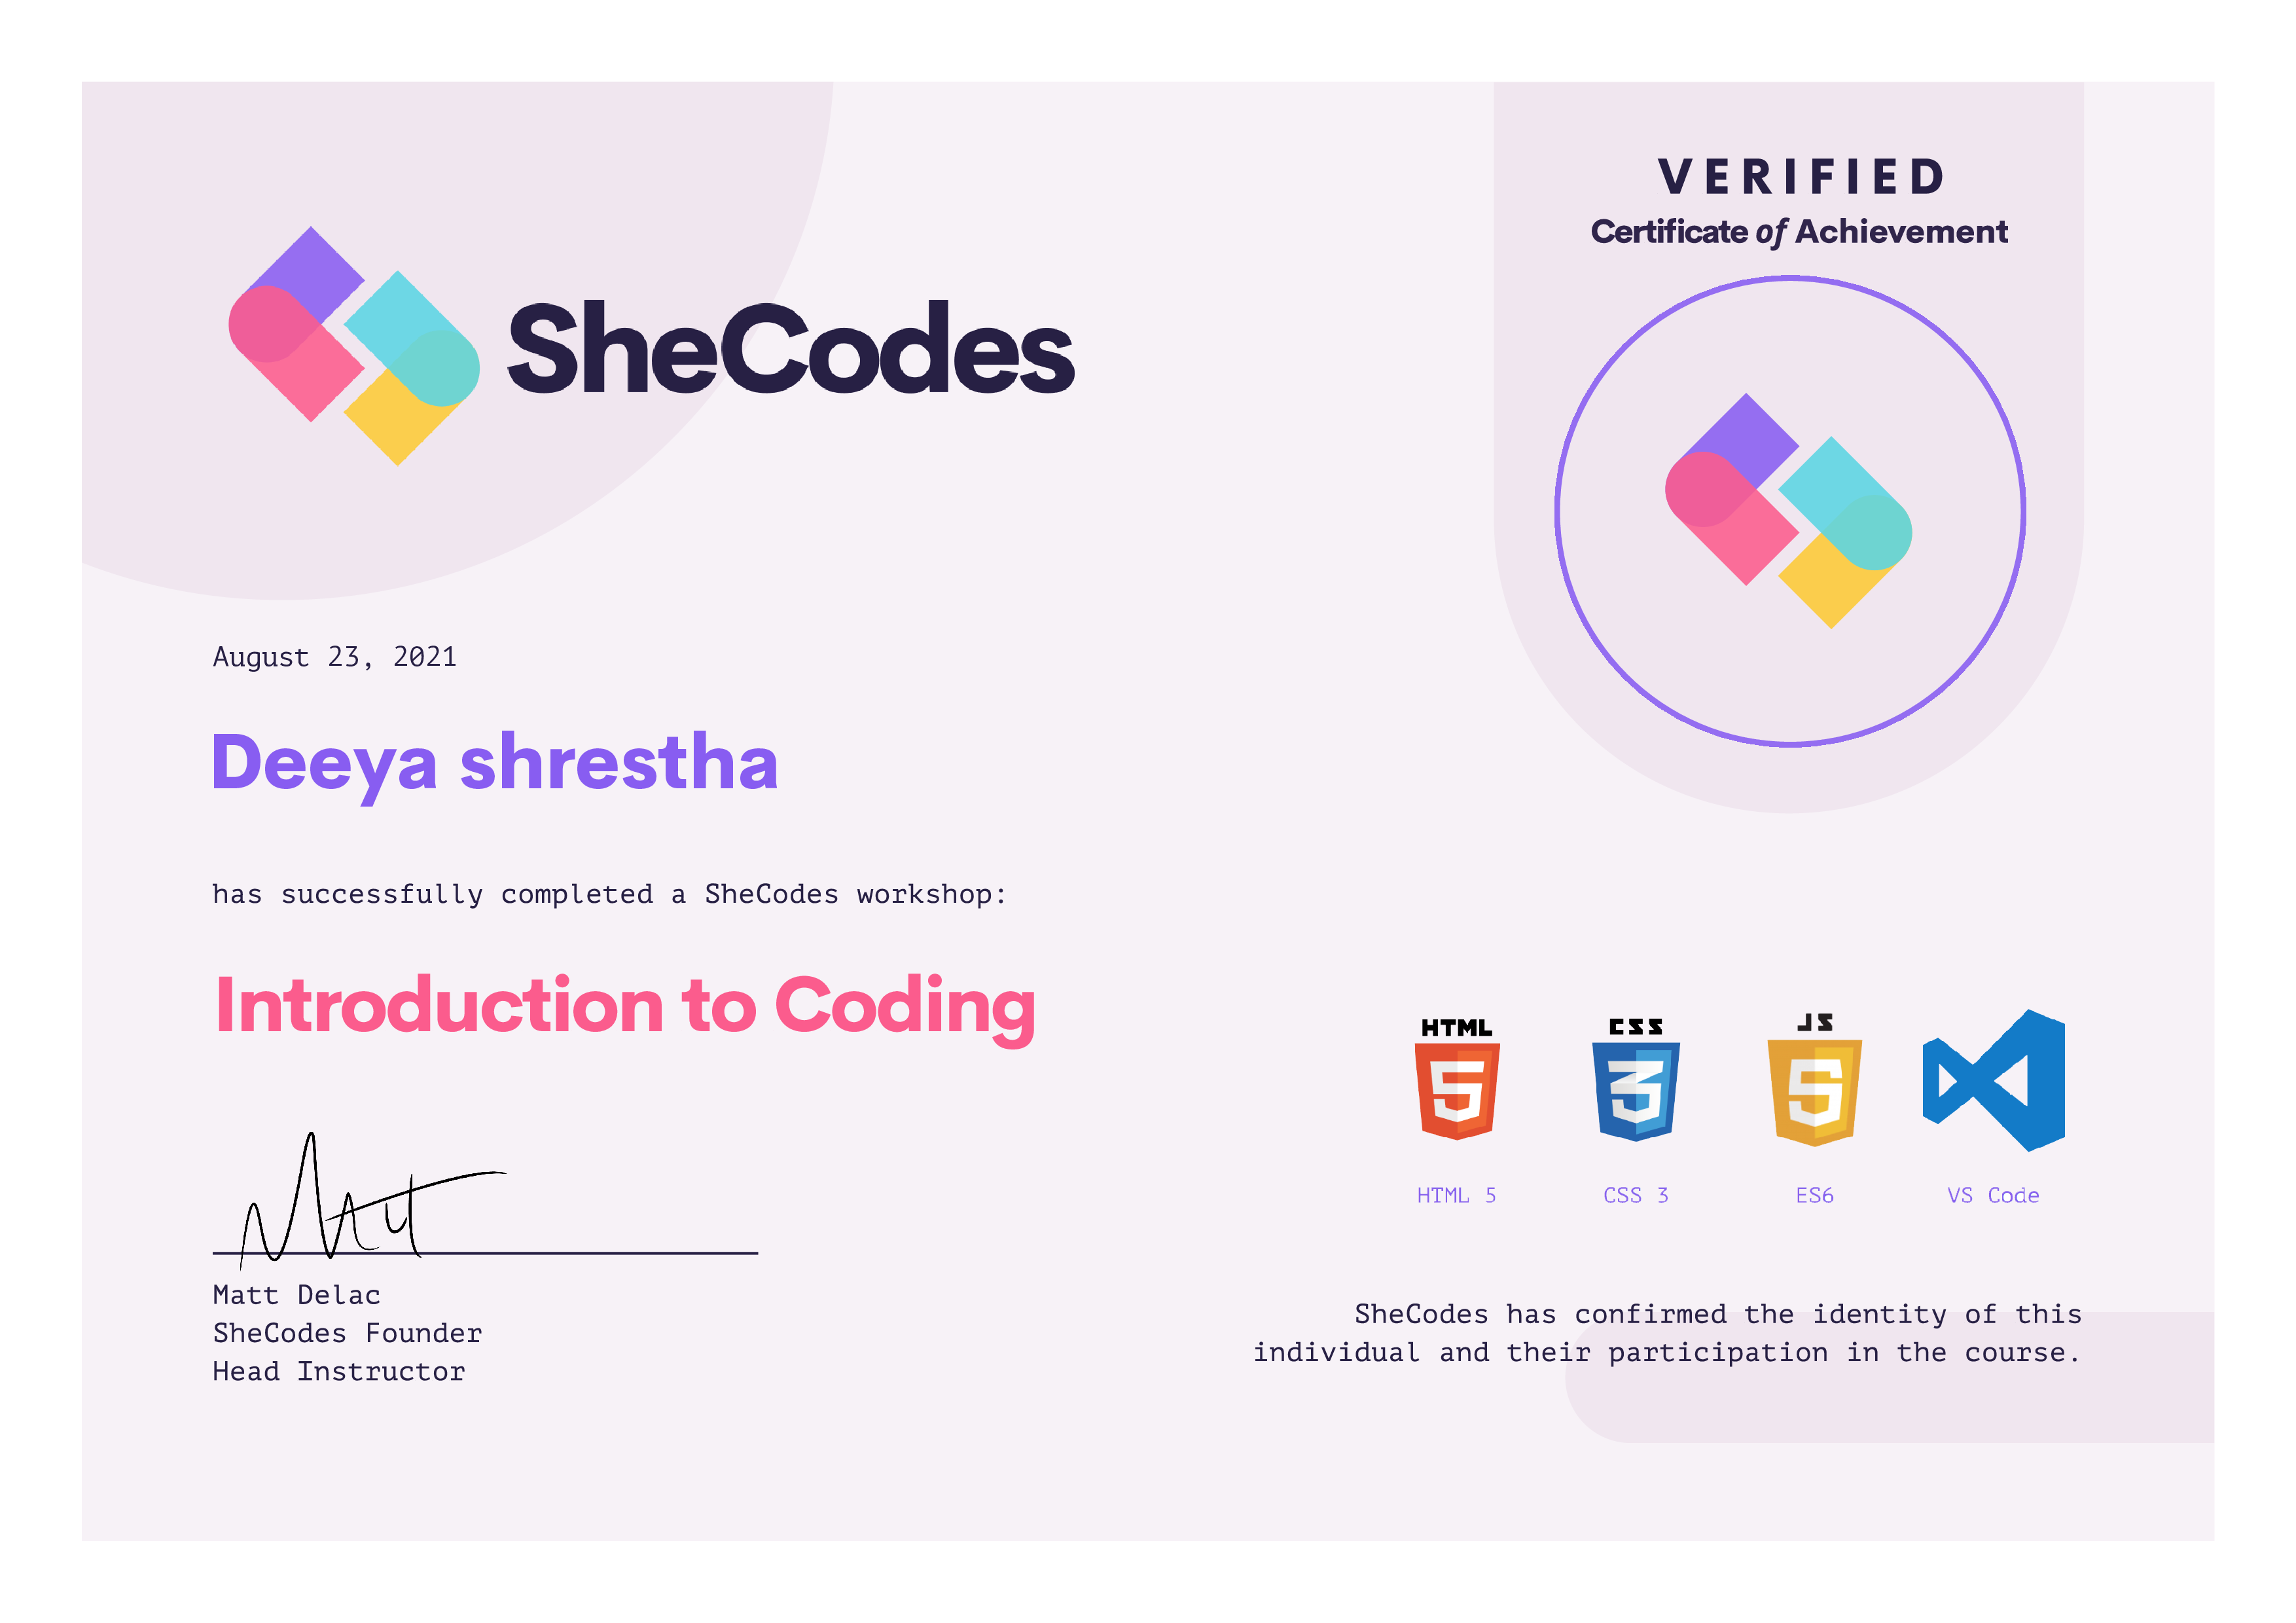 VERIFIED
Certificate of Achievement
SheCodes
August 23, 2021
Deeya shrestha
has successfully completed a SheCodes workshop:
Introduction to Coding
HTML
CSS
JS
5
3
HTML 5
CSS 3
ES6
VS Code
Matt
Matt Delac
SheCodes Founder
Head Instructor
SheCodes has confirmed the identity of this
individual and their participation in the course.